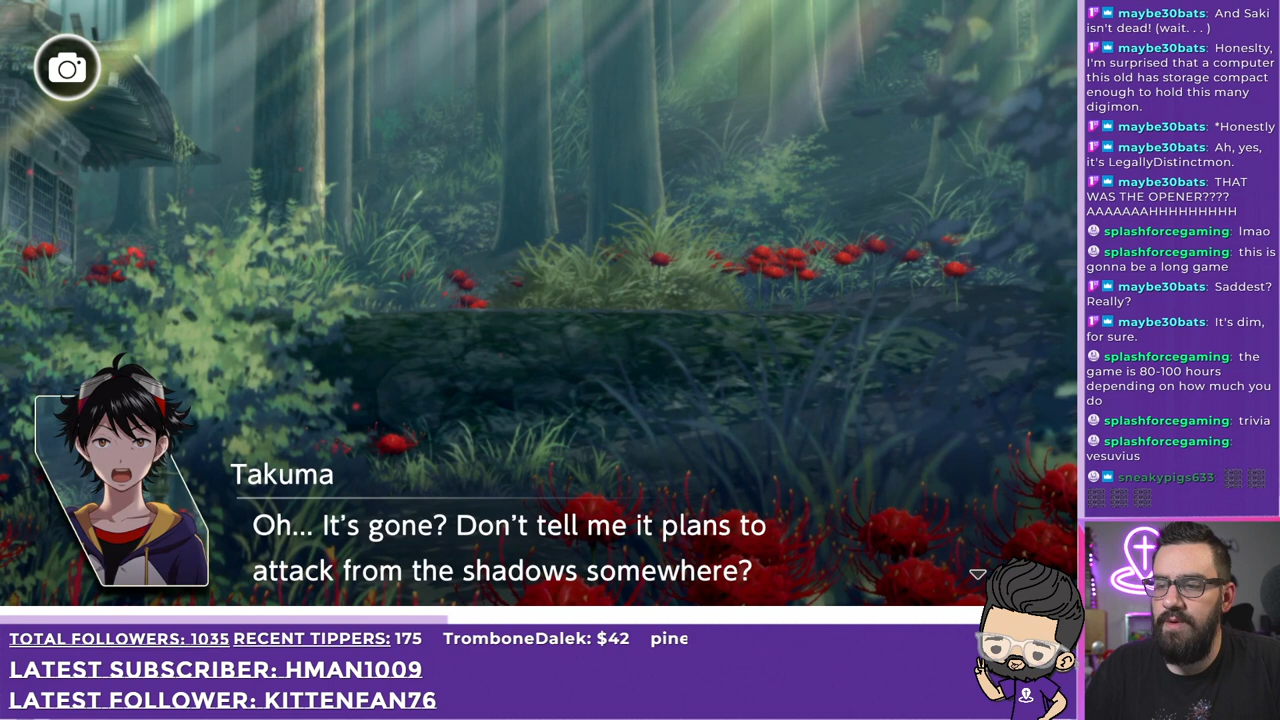 maybe30bats: And Saki
isn't dead! (wait. . . )
maybe30bats: Honeslty,
I'm surprised that a computer
this old has storage compact
enough to hold this many
digimon.
maybe30bats: *Honestly
maybe30bats: Ah, yes,
it's LegallyDistinctmon.
maybe30bats: THAT
WAS THE OPENER????
AAAAAAAHHHHHHHHH
splashforcegaming: lmao
splashforcegaming: this is
gonna be a long game
maybe30bats: Saddest?
Really?
maybe30bats: It's dim,
for sure.
splashforcegaming: the
game is 80-100 hours
depending on how much you
do
splashforcegaming: trivia
splashforcegaming:
vesuvius
sneakypigs633
Takuma
Oh... It's gone? Don't tell me it plans to
attack from the shadows somewhere?
TOTAL FOLLOWERS: 1035 RECENT TIPPERS: 175 TromboneDalek: $42 pine
LATEST SUBSCRIBER: HMAN1009
LATEST FOLLOWER: KITTENFAN76